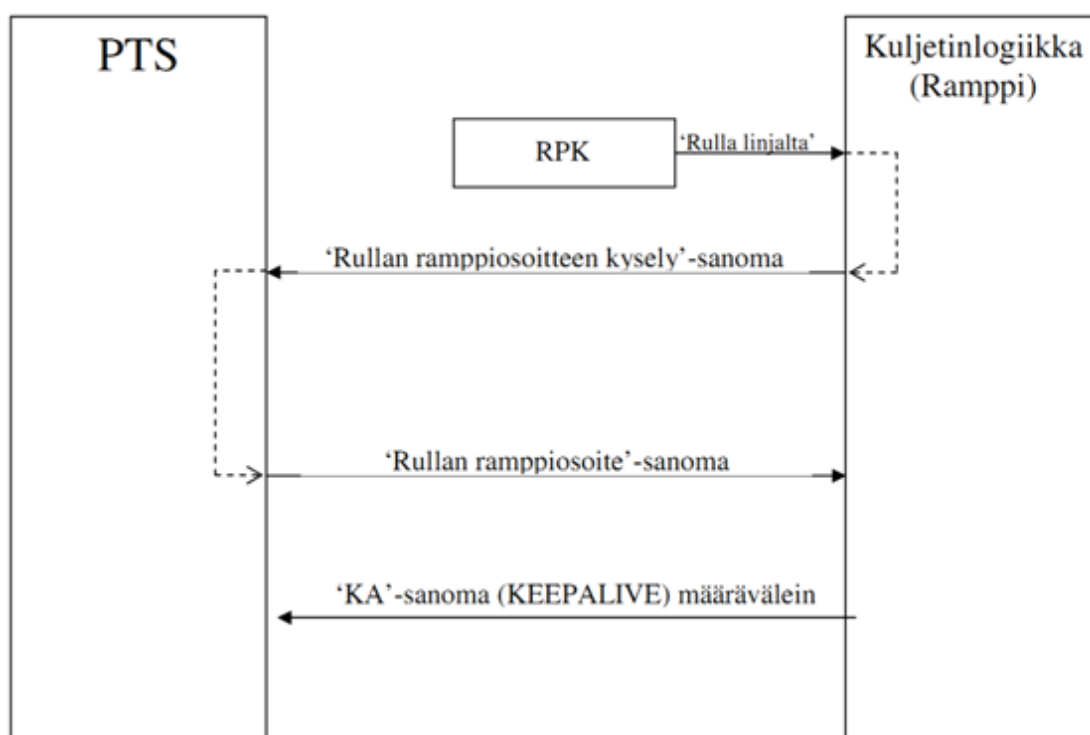 PTS
Kuljetinlogiikka
(Ramppi)
RPK
‘Rulla linjalta’
‘Rullan ramppiosoitteen kysely’-sanoma
‘Rullan ramppiosoite’-sanoma
‘KA’-sanoma (KEEPALIVE) määrävälein